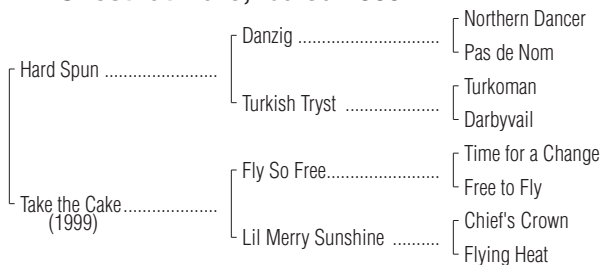 Northern Dancer
Danzig ................................
Pas de Nom
Hard Spun .........................
Turkoman
Turkish Tryst .....................
Darbyvail
Time for a Change
Fly So Free.........................
Free to Fly
Take the Cake.....................
(1999)
Chief's Crown
Lil Merry Sunshine ..........
Flying Heat